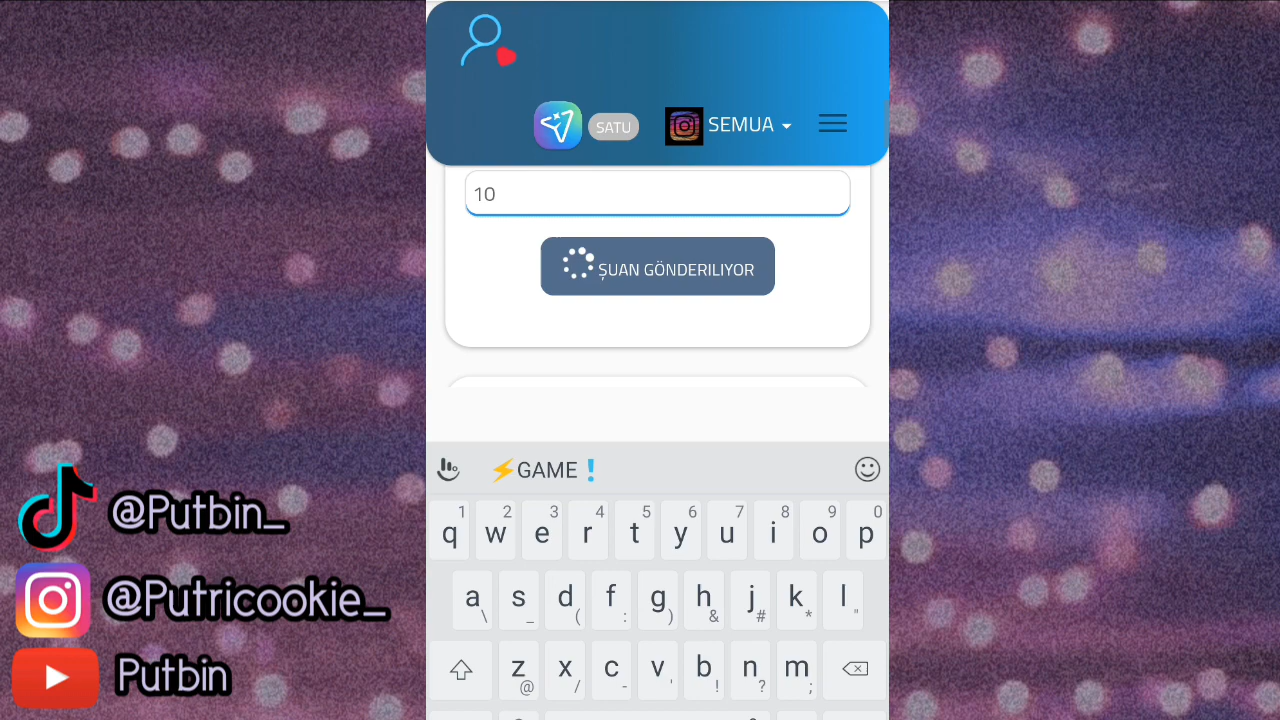 SATU
SEMUA
10
ŞUAN GÖNDERILIYOR
⚡GAME❗
1 2 3 4 5 6 7 8 9 0
q w e r t y u i o p
a s d f g h j k l
\ _ ( : ) & # * "
z x c v b n m
@ / - ' ! ? ;
@Putbin_
@Putricookie_
Putbin